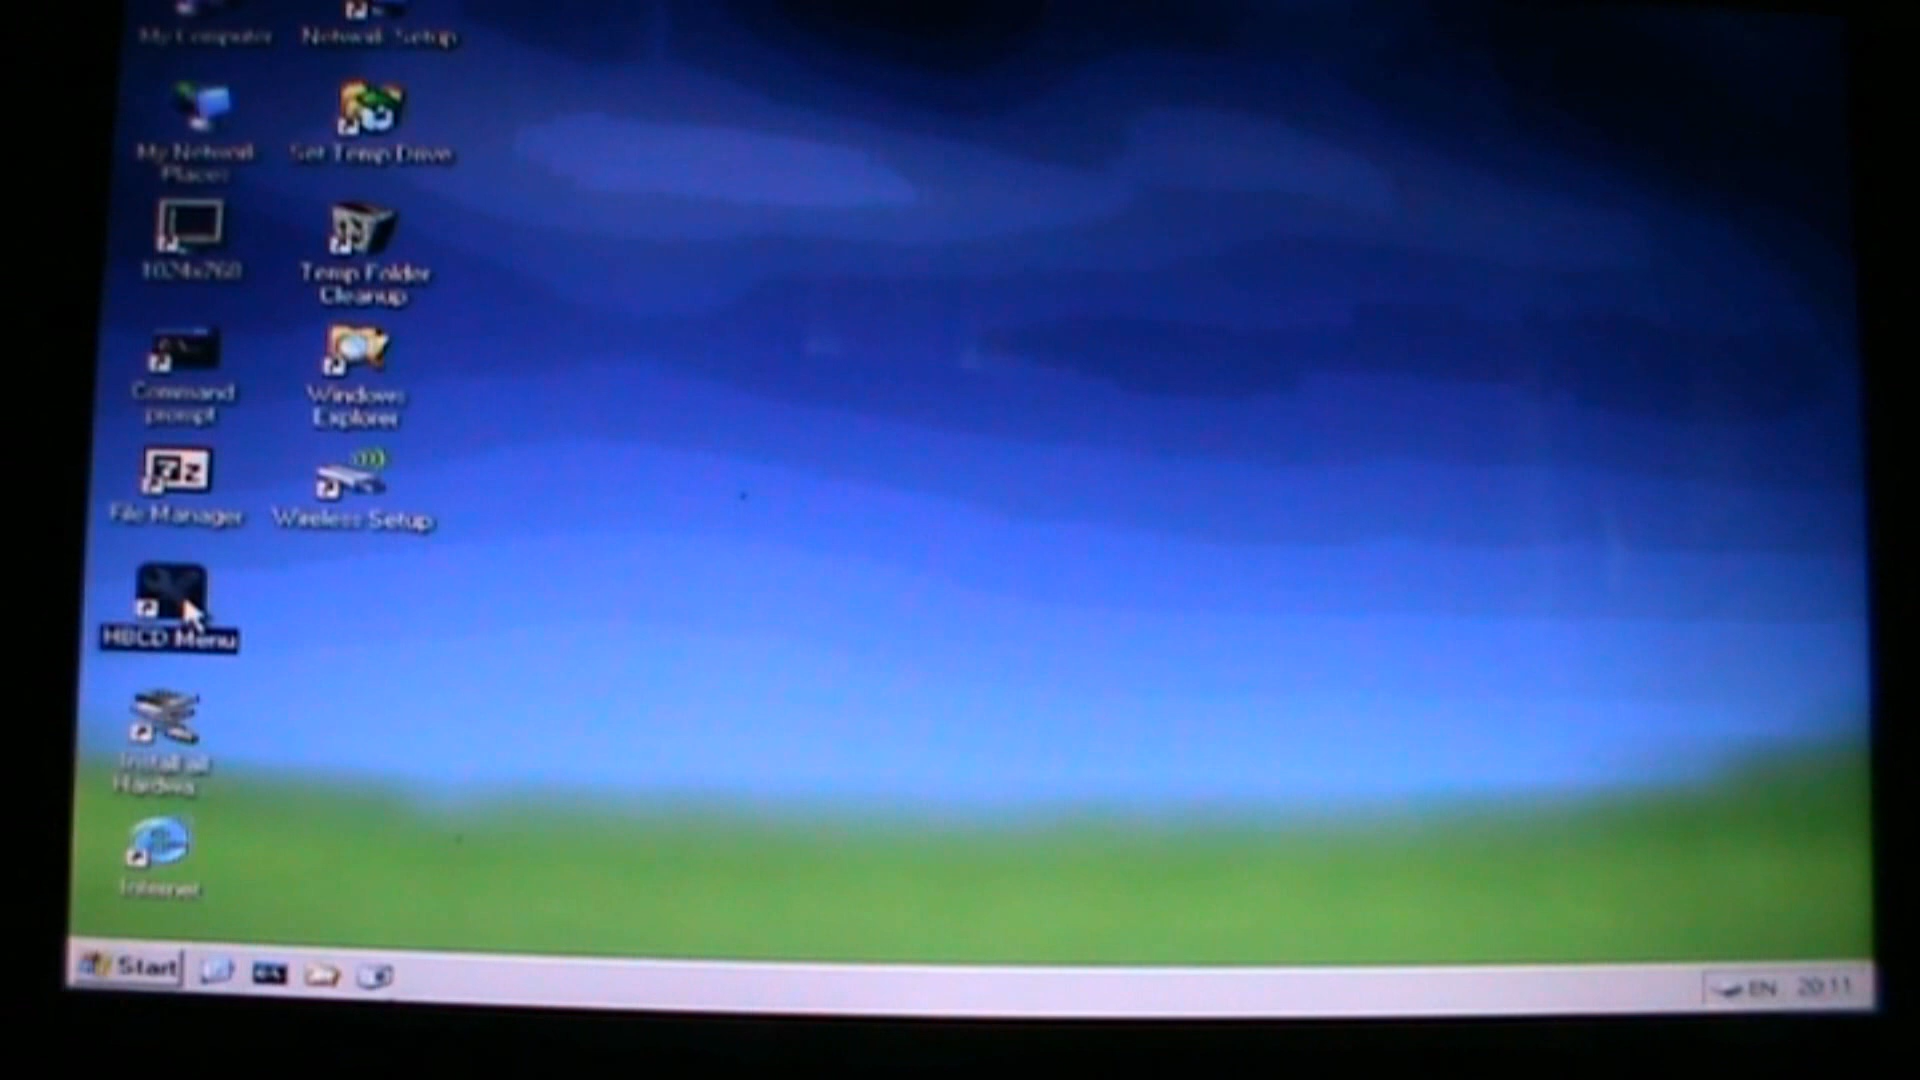 My Computer
Network Setup
My Network
Places
Set Temp Drive
1024x768
Temp Folder
Cleanup
Command
prompt
Windows
Explorer
7z
File Manager
Wireless Setup
HBCD Menu
Install all
Hardwa...
Internet
Start
EN
20:11